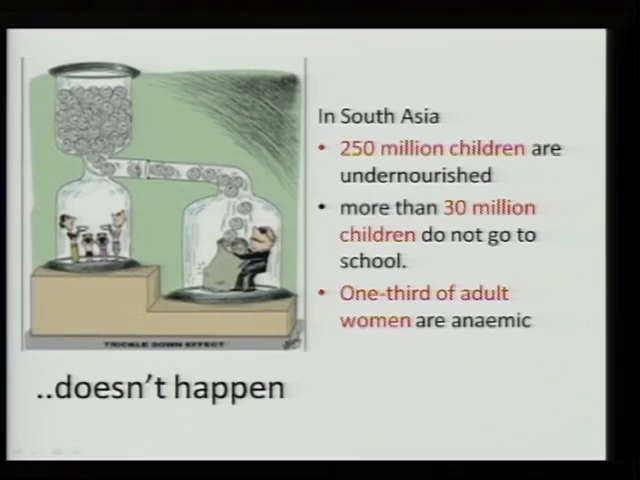 In South Asia
• 250 million children are
undernourished
• more than 30 million
children do not go to
school.
• One-third of adult
women are anaemic
TRICKLE DOWN EFFECT
..doesn't happen